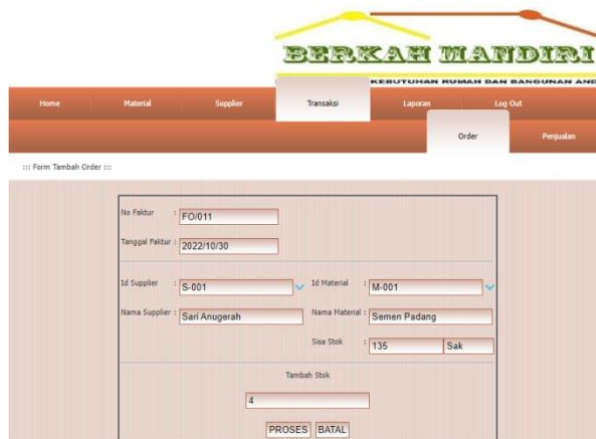 BERKAH MANDIRI
KEBUTUHAN RUMAH DAN BANGUNAN AND
Home Material Supplier Transaksi Laporan Log Out
Order Penjualan
::: Form Tambah Order :::
No Faktur : FO/011
Tanggal Faktur : 2022/10/30
Id Supplier : S-001 Id Material : M-001
Nama Supplier : Sari Anugerah Nama Material : Semen Padang
Sisa Stok : 135 Sak
Tambah Stok
4
PROSES BATAL